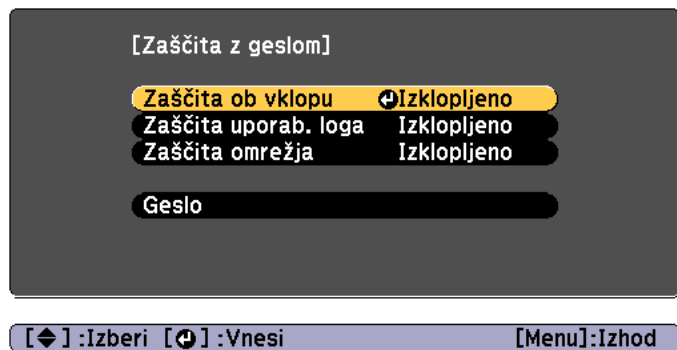 [Zaščita z geslom]
Zaščita ob vklopu Izklopljeno
Zaščita uporab. loga Izklopljeno
Zaščita omrežja Izklopljeno
Geslo
[◆] :Izberi [⏎] :Vnesi [Menu]:Izhod